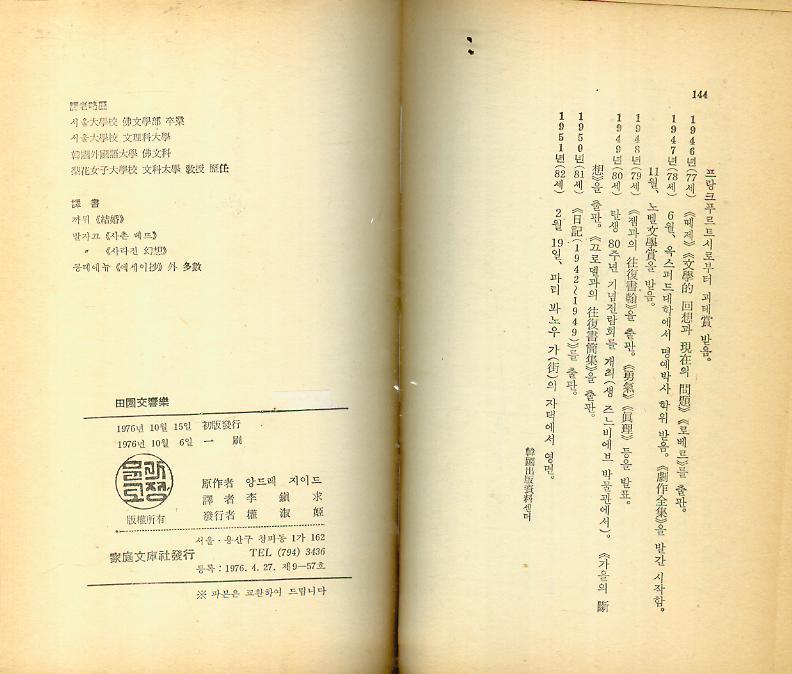 144
프랑크푸르트시로부터 괴테賞 받음。
1946년(77세) 《떼제》《文學的 回想과 現在의 問題》《로베르》를 출판。
1947년(78세) 6월、옥스퍼드대학에서 명예박사 학위 받음。《劇作全集》을 발간 시작함。
11월、노벨文學賞을 받음。
1948년(79세) 《잼과의 往復書翰》을 출판。《勇氣》《眞理》 등을 발표。
1949년(80세) 탄생 80주년 기념전람회를 개최(생 즈느비에브 박물관에서)。《가을의 斷
想》을 출판。《끄로델과의 往復書簡集》을 출판。
1950년(81세) 《日記(1942~1949)》를 출판。
1951년(82세) 2월 19일、파리 봐노우 가(街)의 자택에서 영면。
韓國出版資料센터
譯者略歷
서울大學校 佛文學部 卒業
서울大學校 文理科大學
韓國外國語大學 佛文科
梨花女子大學校 文科大學 敎授 歷任
譯 書
까뮈《結婚》
발자크《사촌 베뜨》
〃 《사라진 幻想》
몽떼에뉴《에세이抄》外 多數
田園交響樂
1976년 10월 15일 初版發行
1976년 10월 6일 一 刷
版權所有
原作者 앙드레 지이드
譯 者 李 鎭 求
發行者 權 淑 姬
서울·용산구 청파동 1가 162
家庭文庫社發行 TEL (794) 3436
등록:1976. 4. 27. 제9—57호
※ 파본은 교환하여 드립니다